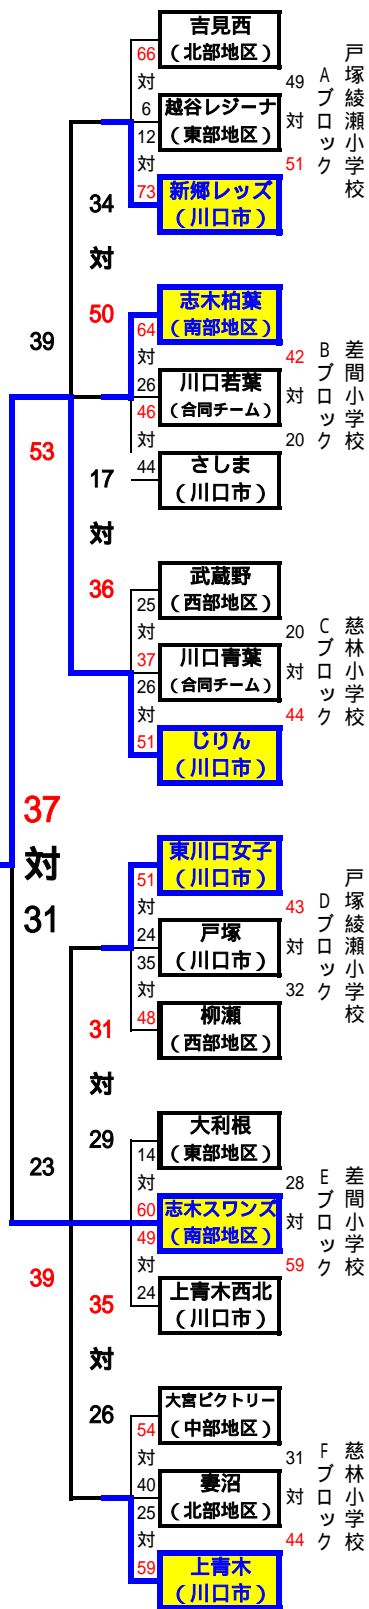 吉見西
（北部地区）
66
対
6
越谷レジーナ
（東部地区）
12
対
73
新郷レッズ
（川口市）
49
対
51
Aブロック
戸塚綾瀬小学校
34
対
50
志木柏葉
（南部地区）
64
対
26
川口若葉
（合同チーム）
46
対
44
さしま
（川口市）
42
対
20
Bブロック
差間小学校
39
53
17
対
36
武蔵野
（西部地区）
25
対
37
川口青葉
（合同チーム）
26
対
51
じりん
（川口市）
20
対
44
Cブロック
慈林小学校
37
対
31
東川口女子
（川口市）
51
対
24
戸塚
（川口市）
35
対
48
柳瀬
（西部地区）
43
対
32
Dブロック
戸塚綾瀬小学校
31
対
29
大利根
（東部地区）
14
対
60
志木スワンズ
（南部地区）
49
対
24
上青木西北
（川口市）
28
対
59
Eブロック
差間小学校
23
39
35
対
26
大宮ビクトリー
（中部地区）
54
対
40
妻沼
（北部地区）
25
対
59
上青木
（川口市）
31
対
44
Fブロック
慈林小学校